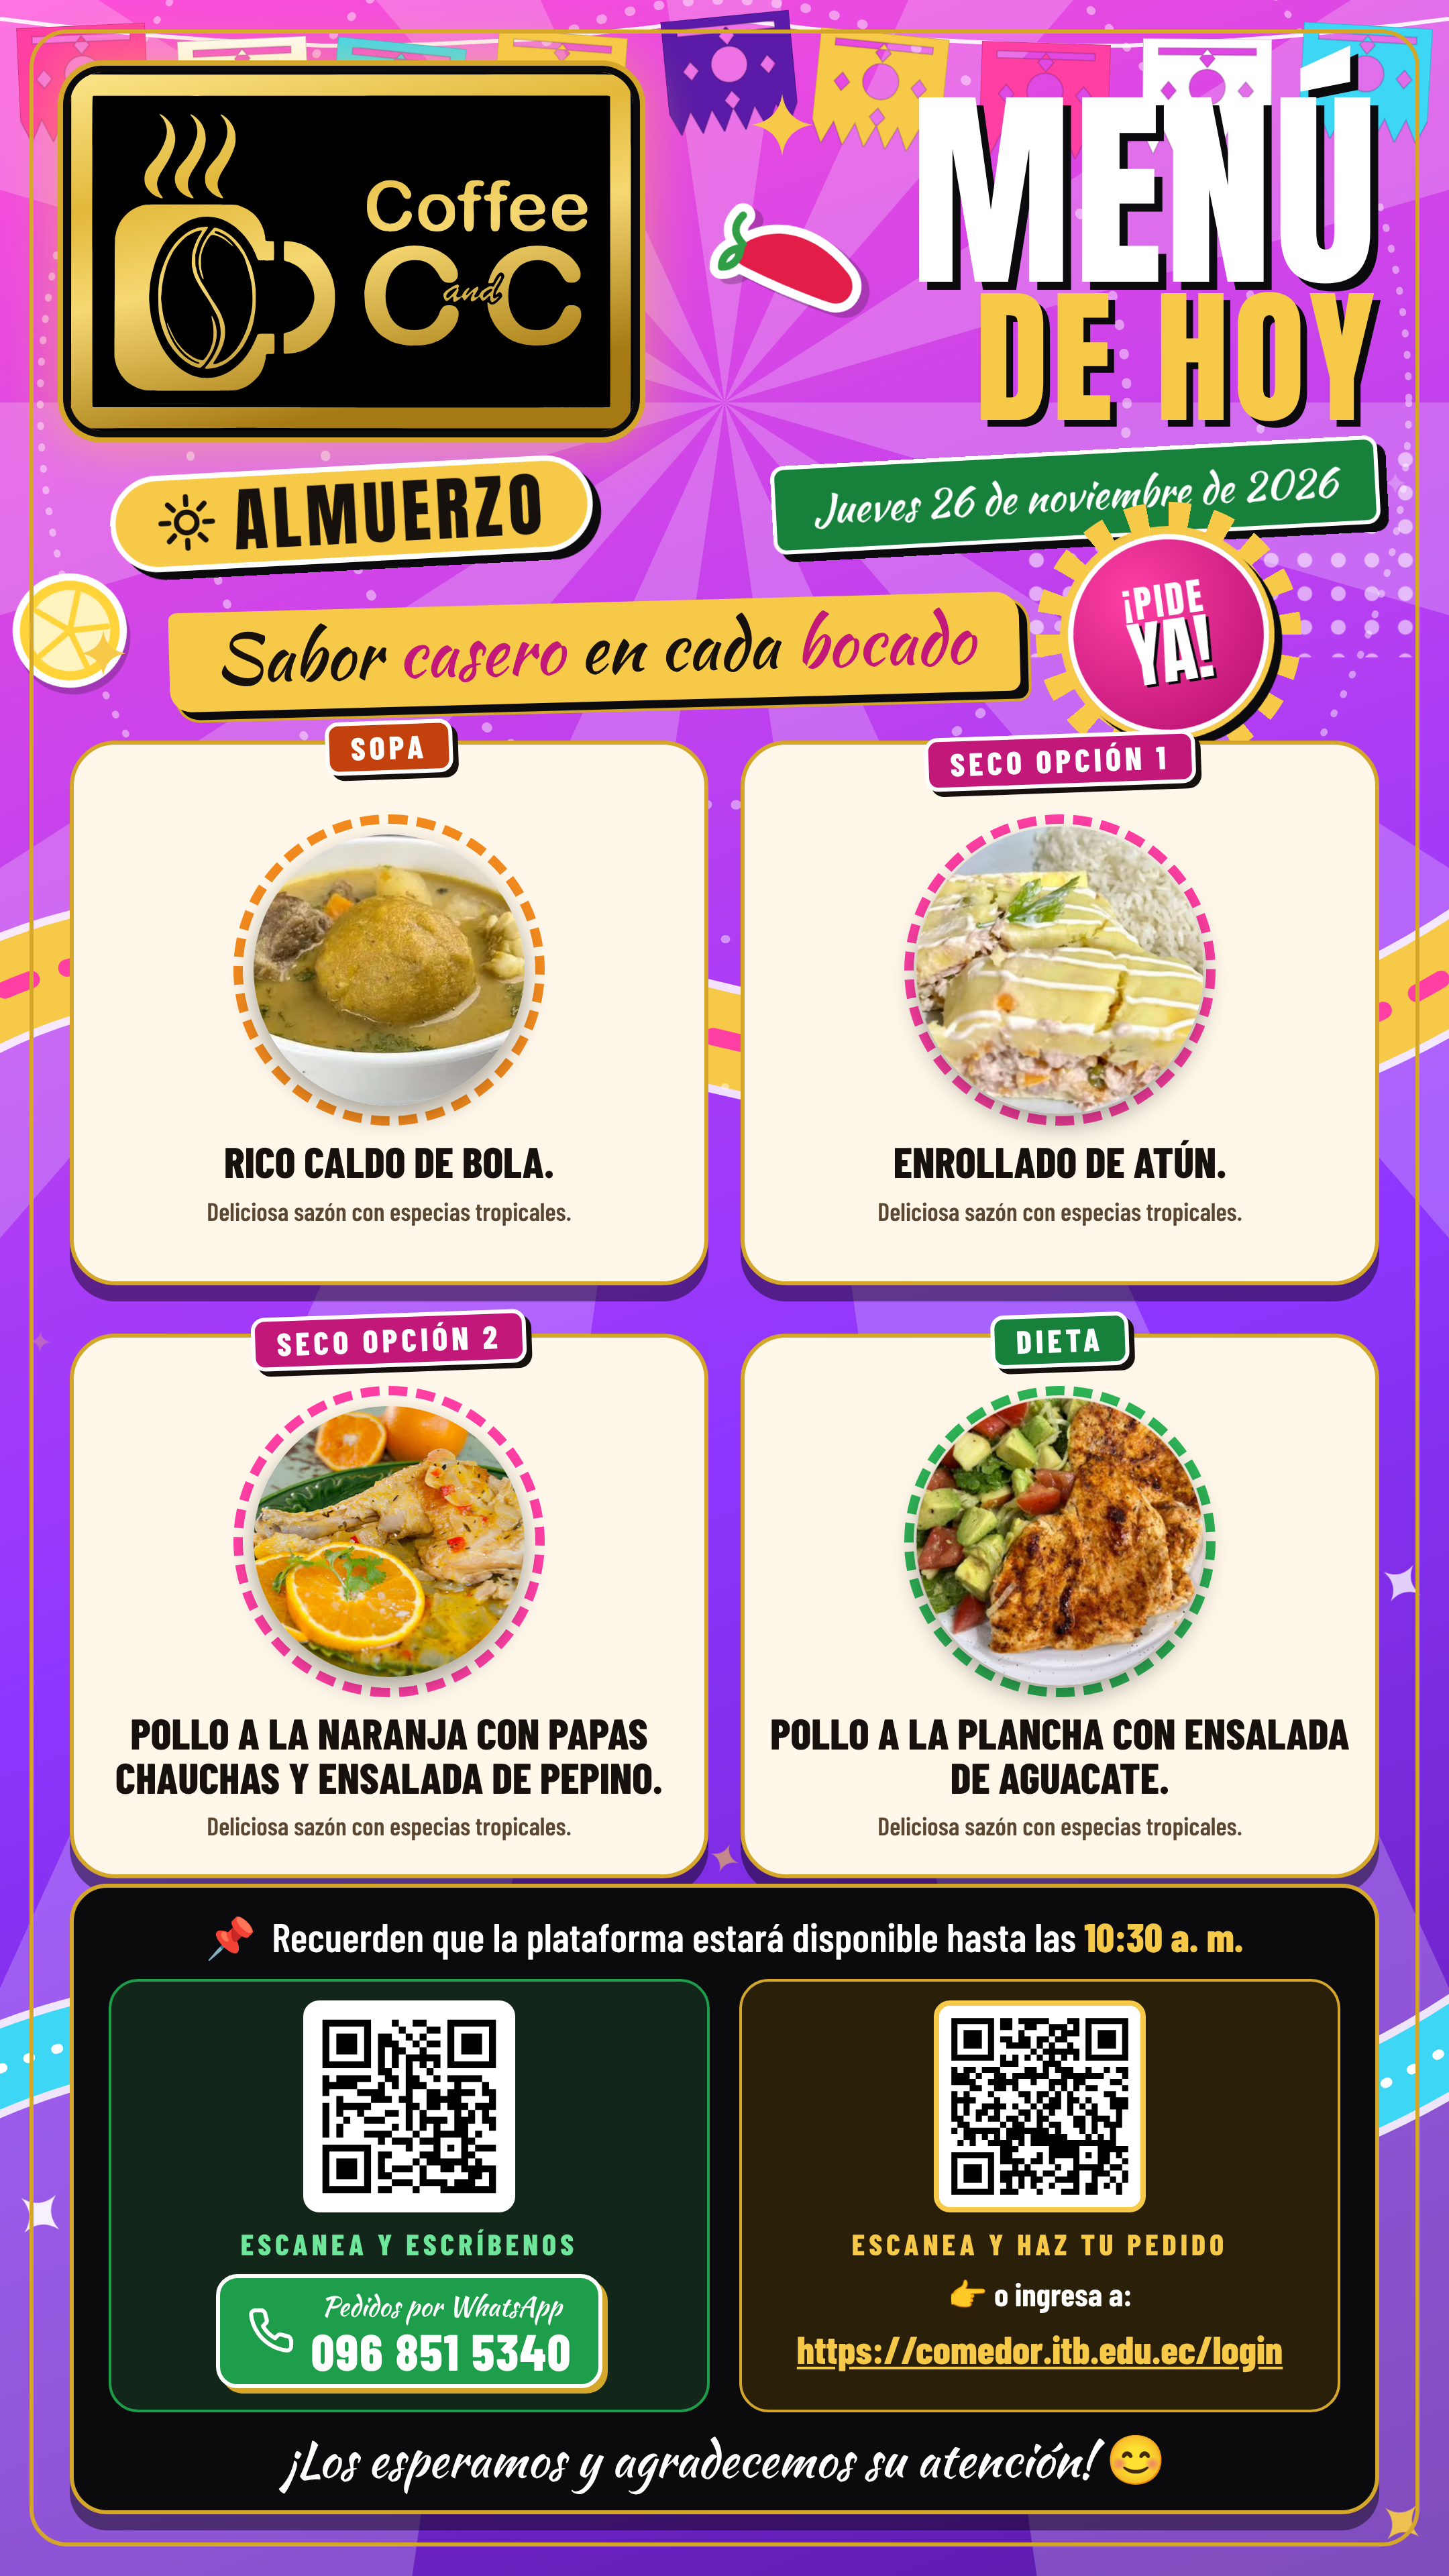 Coffee
C and C
MENÚ
DE HOY
ALMUERZO
Jueves 26 de noviembre de 2026
Sabor casero en cada bocado
¡PIDE
YA!
SOPA
RICO CALDO DE BOLA.
Deliciosa sazón con especias tropicales.
SECO OPCIÓN 1
ENROLLADO DE ATÚN.
Deliciosa sazón con especias tropicales.
SECO OPCIÓN 2
POLLO A LA NARANJA CON PAPAS
CHAUCHAS Y ENSALADA DE PEPINO.
Deliciosa sazón con especias tropicales.
DIETA
POLLO A LA PLANCHA CON ENSALADA
DE AGUACATE.
Deliciosa sazón con especias tropicales.
📌 Recuerden que la plataforma estará disponible hasta las 10:30 a. m.
ESCANEA Y ESCRÍBENOS
Pedidos por WhatsApp
096 851 5340
ESCANEA Y HAZ TU PEDIDO
👉 o ingresa a:
https://comedor.itb.edu.ec/login
¡Los esperamos y agradecemos su atención! 😊